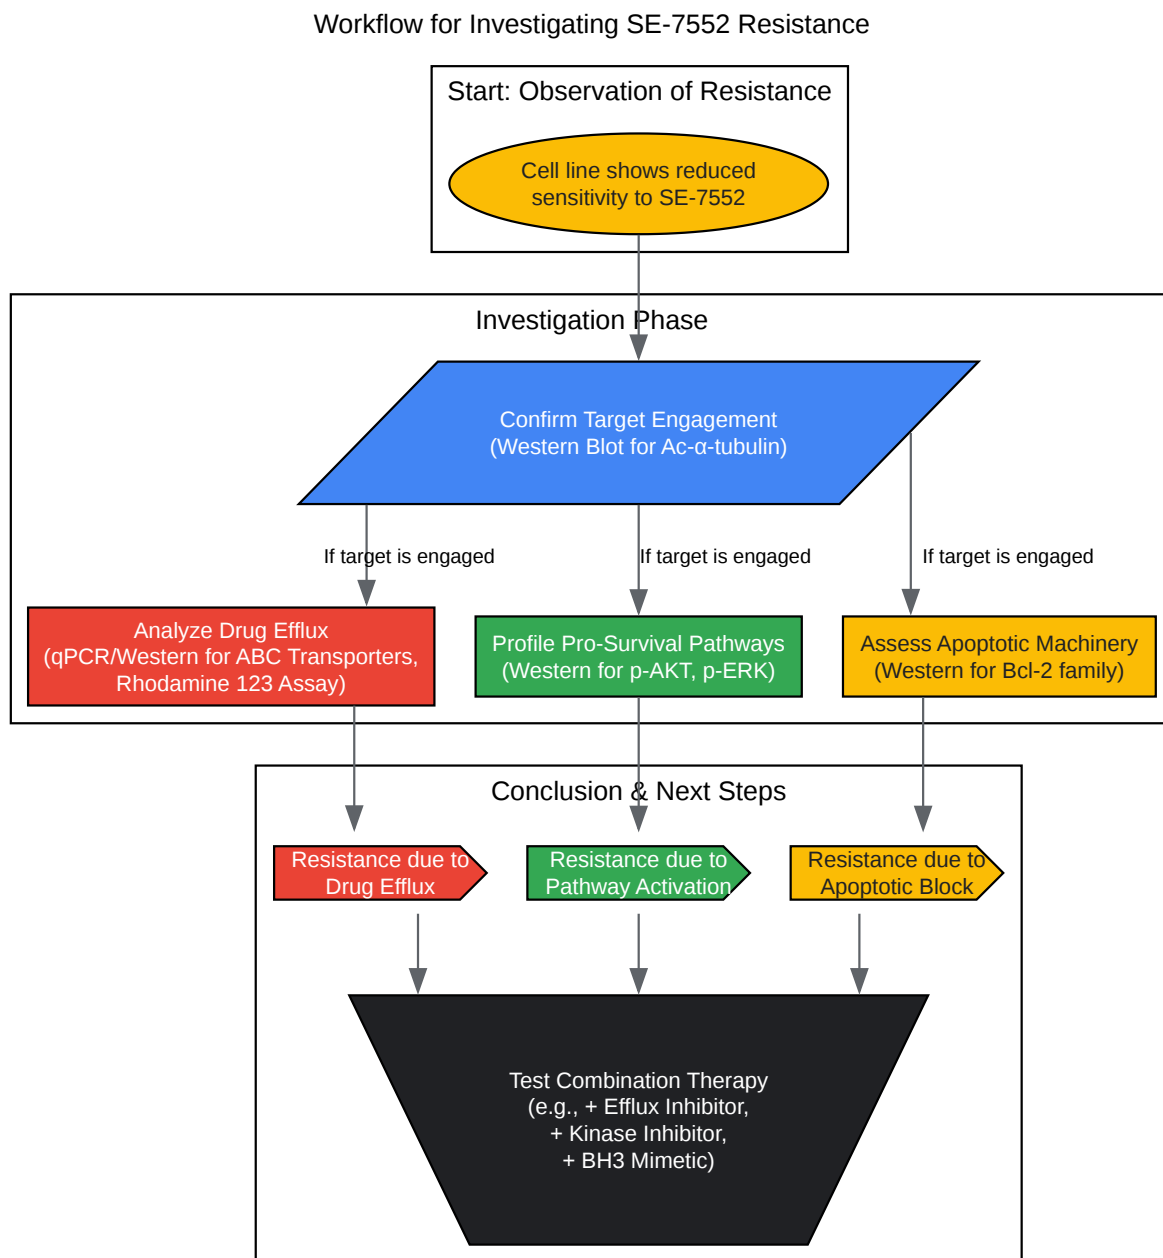 Workflow for Investigating SE-7552 Resistance
Start: Observation of Resistance
Cell line shows reduced
sensitivity to SE-7552
Investigation Phase
Confirm Target Engagement
(Western Blot for Ac-α-tubulin)
If target is engaged
If target is engaged
If target is engaged
Analyze Drug Efflux
(qPCR/Western for ABC Transporters,
Rhodamine 123 Assay)
Profile Pro-Survival Pathways
(Western for p-AKT, p-ERK)
Assess Apoptotic Machinery
(Western for Bcl-2 family)
Conclusion & Next Steps
Resistance due to
Drug Efflux
Resistance due to
Pathway Activation
Resistance due to
Apoptotic Block
Test Combination Therapy
(e.g., + Efflux Inhibitor,
+ Kinase Inhibitor,
+ BH3 Mimetic)